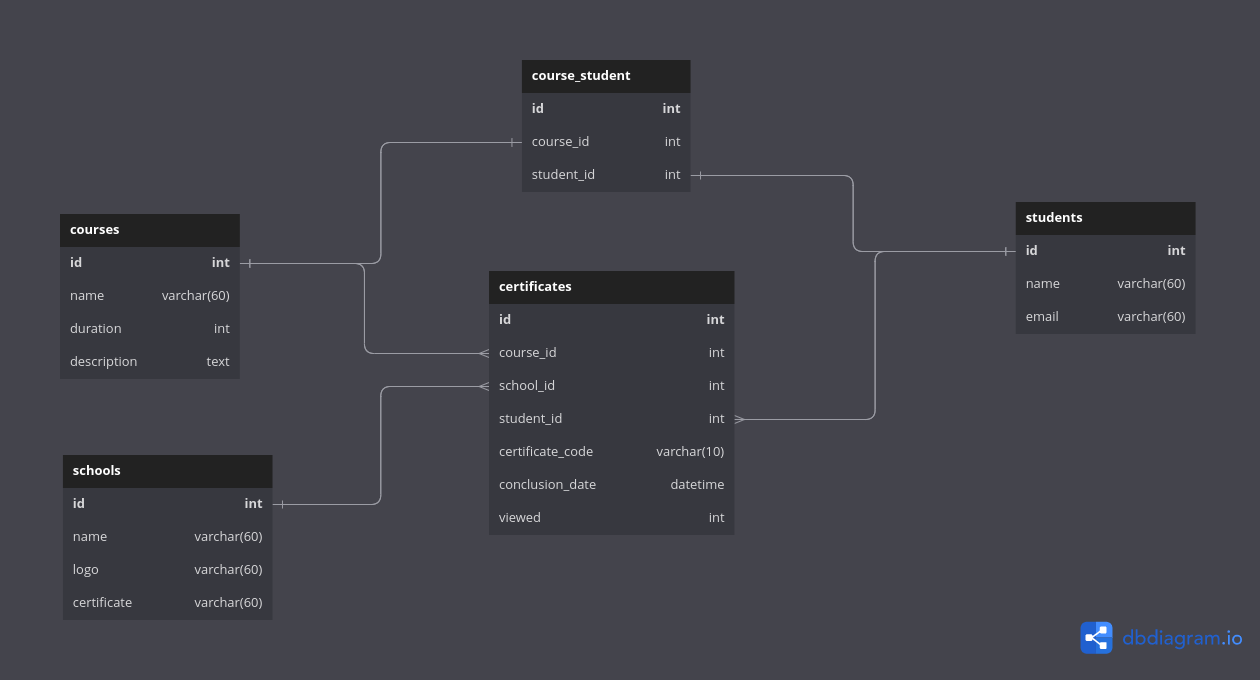 course_student
id int
course_id int
student_id int
courses
id int
name varchar(60)
duration int
description text
students
id int
name varchar(60)
email varchar(60)
certificates
id int
course_id int
school_id int
student_id int
certificate_code varchar(10)
conclusion_date datetime
viewed int
schools
id int
name varchar(60)
logo varchar(60)
certificate varchar(60)
dbdiagram.io